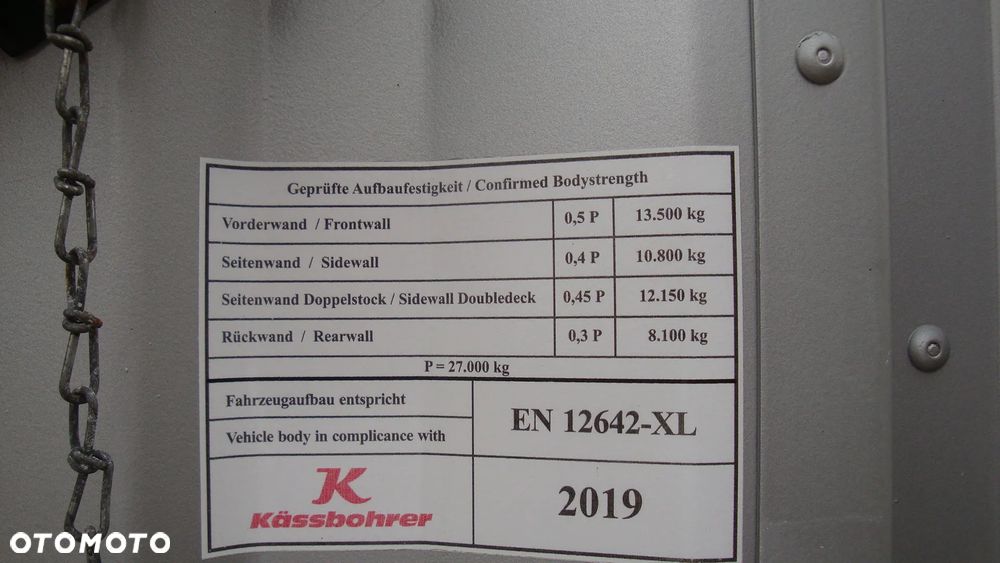 Geprüfte Aufbaufestigkeit / Confirmed Bodystrength
Vorderwand / Frontwall 0,5 P 13.500 kg
Seitenwand / Sidewall 0,4 P 10.800 kg
Seitenwand Doppelstock / Sidewall Doubledeck 0,45 P 12.150 kg
Rückwand / Rearwall 0,3 P 8.100 kg
P = 27.000 kg
Fahrzeugaufbau entspricht
Vehicle body in complicance with
EN 12642-XL
K
Kässbohrer
2019
OTOMOTO